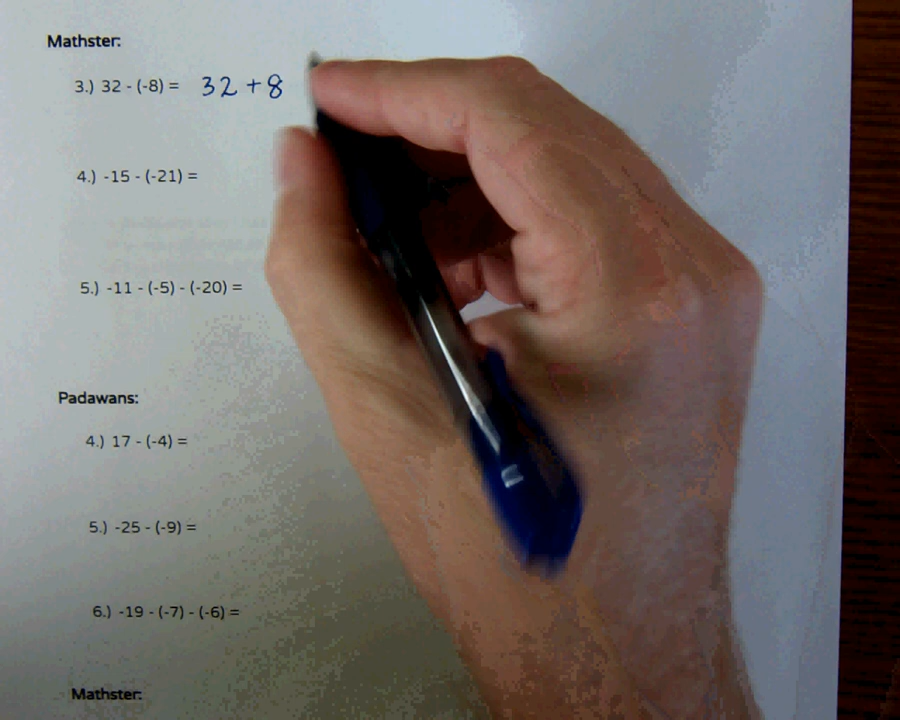 Mathster:
3.) 32 - (-8) = 32 + 8
4.) -15 - (-21) =
5.) -11 - (-5) - (-20) =
Padawans:
4.) 17 - (-4) =
5.) -25 - (-9) =
6.) -19 - (-7) - (-6) =
Mathster: